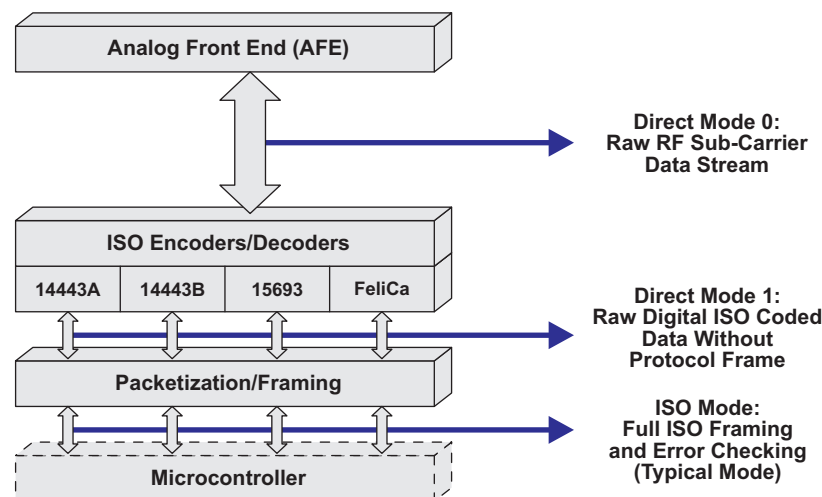 Analog Front End (AFE)
Direct Mode 0:
Raw RF Sub-Carrier
Data Stream
ISO Encoders/Decoders
14443A 14443B 15693 FeliCa
Direct Mode 1:
Raw Digital ISO Coded
Data Without
Protocol Frame
Packetization/Framing
ISO Mode:
Full ISO Framing
and Error Checking
(Typical Mode)
Microcontroller